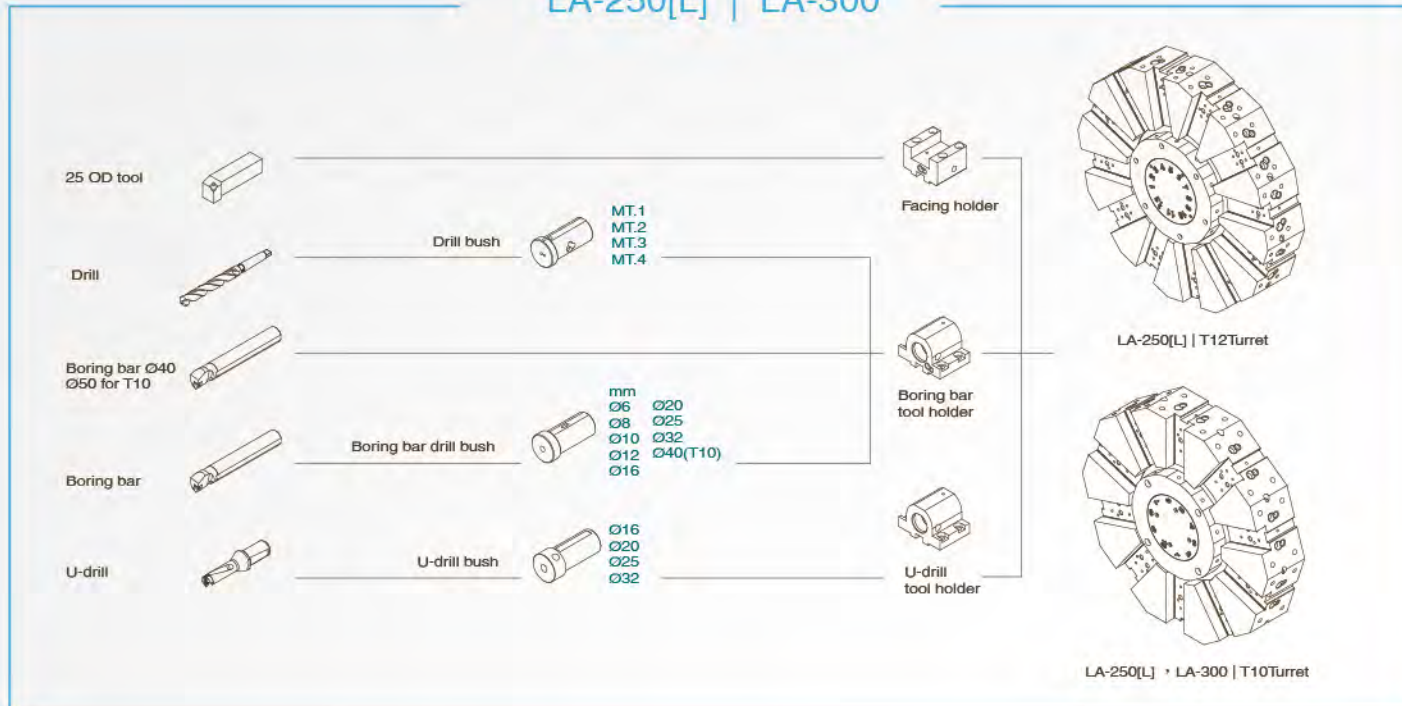 LA-250[L] | LA-300
25 OD tool
Facing holder
Drill bush
MT.1
MT.2
MT.3
MT.4
Drill
LA-250[L] | T12Turret
Boring bar Ø40
Ø50 for T10
Boring bar
tool holder
mm
Ø6 Ø20
Ø8 Ø25
Ø10 Ø32
Ø12 Ø40(T10)
Ø16
Boring bar drill bush
Boring bar
U-drill
U-drill bush
Ø16
Ø20
Ø25
Ø32
U-drill
tool holder
LA-250[L] , LA-300 | T10Turret